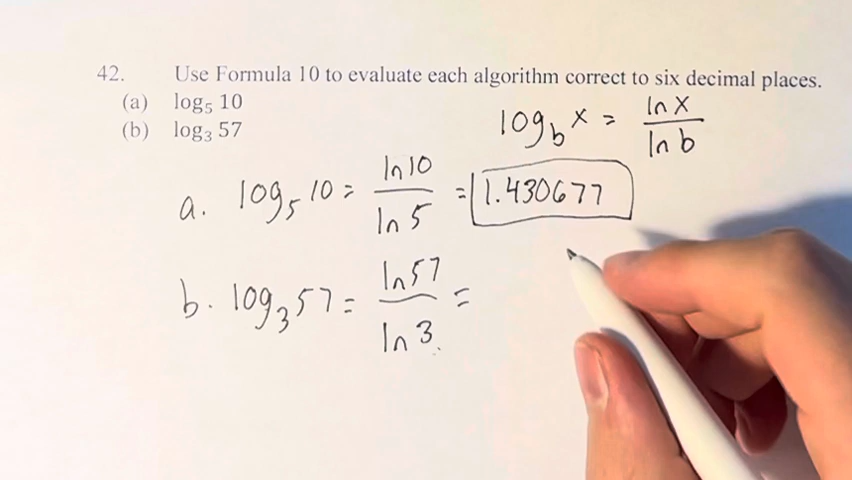 42. Use Formula 10 to evaluate each algorithm correct to six decimal places.
(a) log₅ 10
(b) log₃ 57
log_b x = ln x / ln b
a. log₅ 10 = ln 10 / ln 5 = 1.430677
b. log₃ 57 = ln 57 / ln 3 =